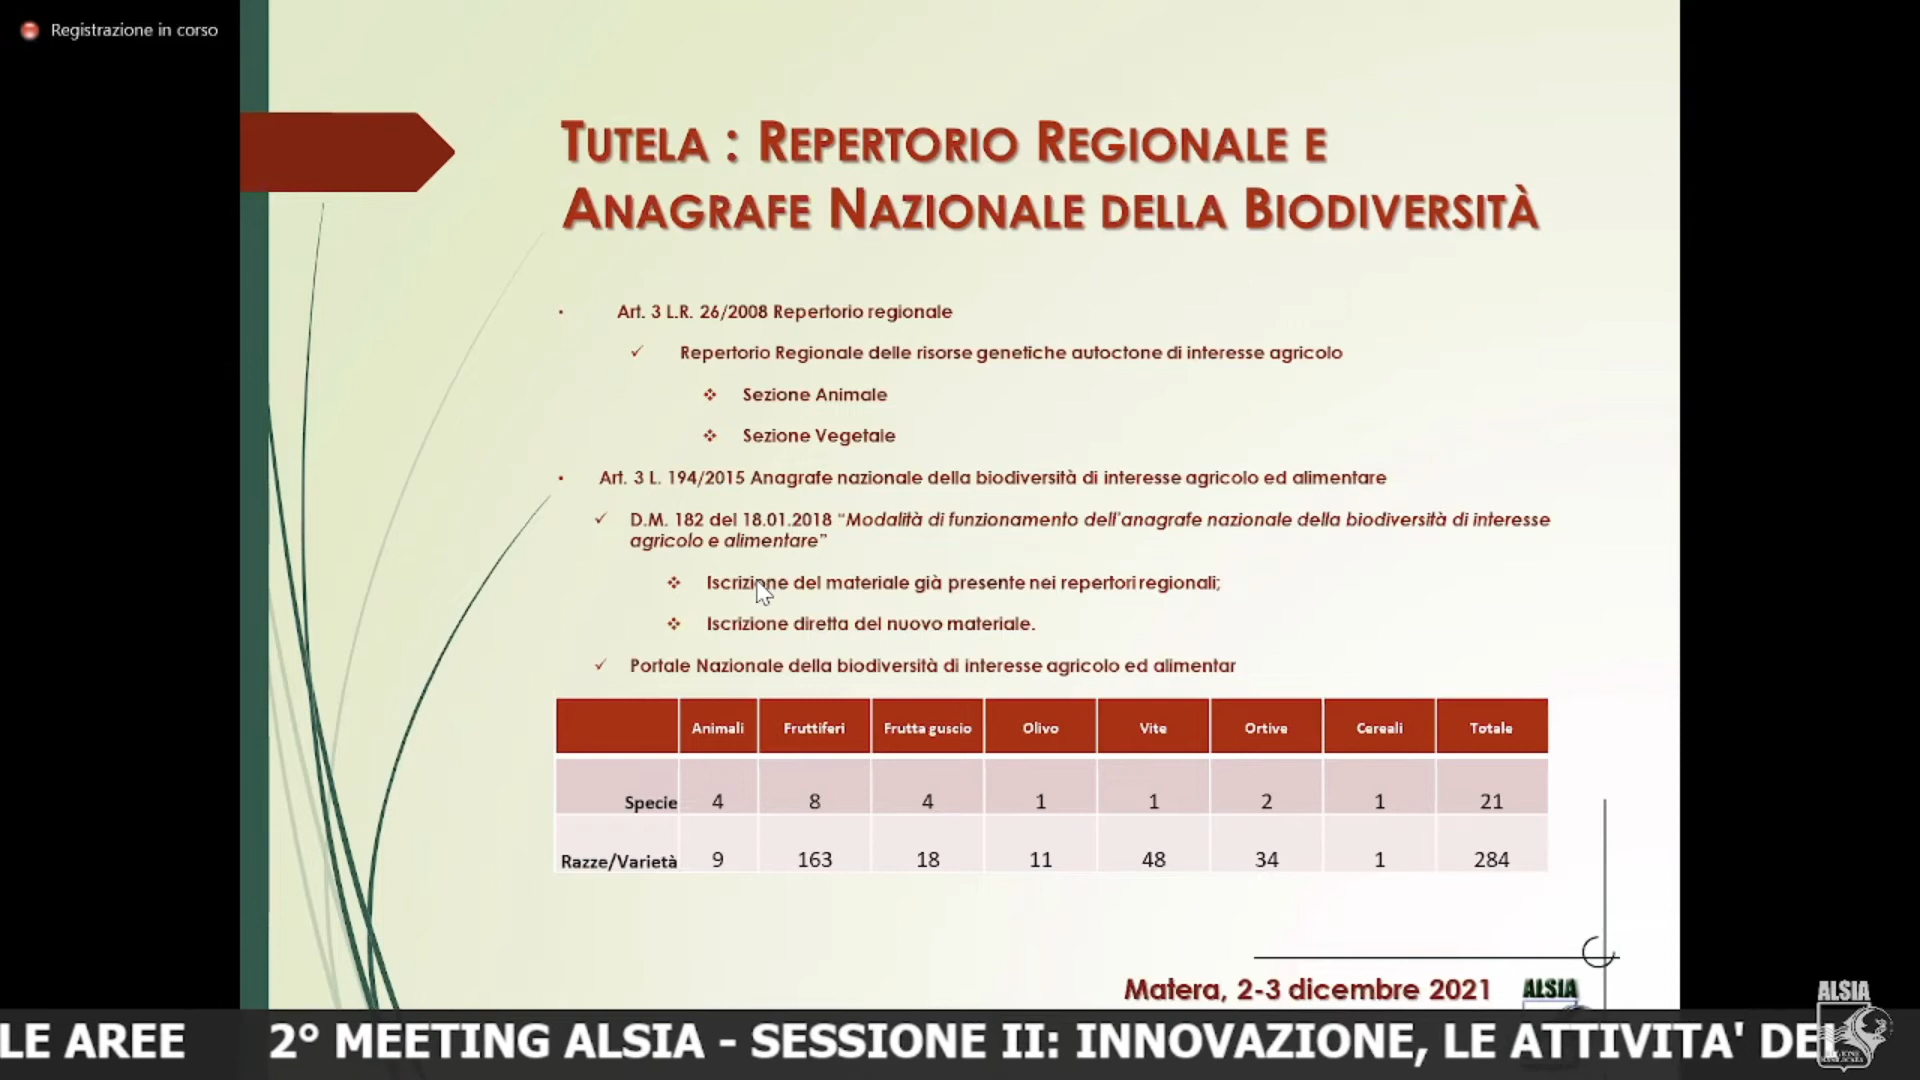 Registrazione in corso
Tutela : Repertorio Regionale e
Anagrafe Nazionale della Biodiversità
• Art. 3 L.R. 26/2008 Repertorio regionale
✓ Repertorio Regionale delle risorse genetiche autoctone di interesse agricolo
❖ Sezione Animale
❖ Sezione Vegetale
• Art. 3 L. 194/2015 Anagrafe nazionale della biodiversità di interesse agricolo ed alimentare
✓ D.M. 182 del 18.01.2018 “Modalità di funzionamento dell’anagrafe nazionale della biodiversità di interesse
agricolo e alimentare”
❖ Iscrizione del materiale già presente nei repertori regionali;
❖ Iscrizione diretta del nuovo materiale.
✓ Portale Nazionale della biodiversità di interesse agricolo ed alimentar
Animali Fruttiferi Frutta guscio Olivo Vite Ortive Cereali Totale
Specie 4 8 4 1 1 2 1 21
Razze/Varietà 9 163 18 11 48 34 1 284
Matera, 2-3 dicembre 2021
ALSIA
ALSIA
LE AREE 2° MEETING ALSIA - SESSIONE II: INNOVAZIONE, LE ATTIVITA' DE